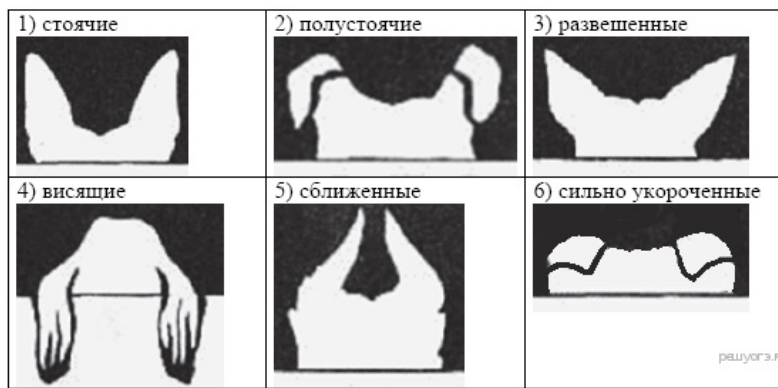 1) стоячие
2) полустоячие
3) развешенные
4) висящие
5) сближенные
6) сильно укороченные